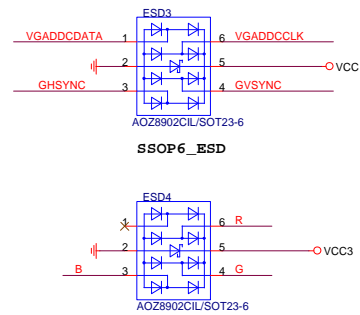 ESD3
VGADDCDATA 1 6 VGADDCCLK
2 5 VCC
GHSYNC 3 4 GVSYNC
AOZ8902CIL/SOT23-6
SSOP6_ESD
ESD4
1 6 R
2 5 VCC3
B 3 4 G
AOZ8902CIL/SOT23-6